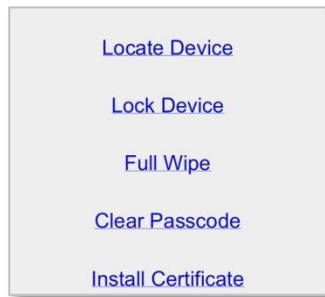 Locate Device
Lock Device
Full Wipe
Clear Passcode
Install Certificate